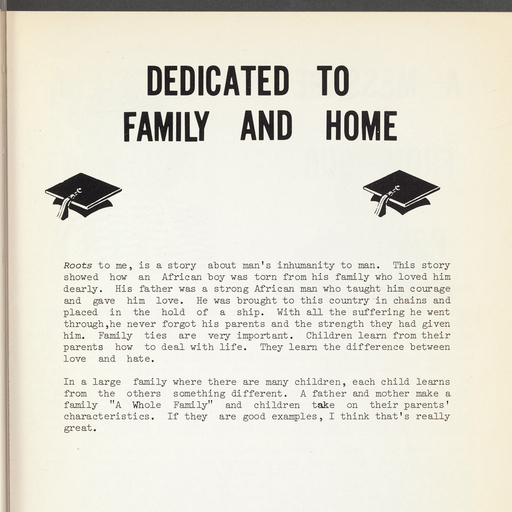 DEDICATED TO
FAMILY AND HOME
Roots to me, is a story about man's inhumanity to man. This story
showed how an African boy was torn from his family who loved him
dearly. His father was a strong African man who taught him courage
and gave him love. He was brought to this country in chains and
placed in the hold of a ship. With all the suffering he went
through,he never forgot his parents and the strength they had given
him. Family ties are very important. Children learn from their
parents how to deal with life. They learn the difference between
love and hate.
In a large family where there are many children, each child learns
from the others something different. A father and mother make a
family "A Whole Family" and children take on their parents'
characteristics. If they are good examples, I think that's really
great.